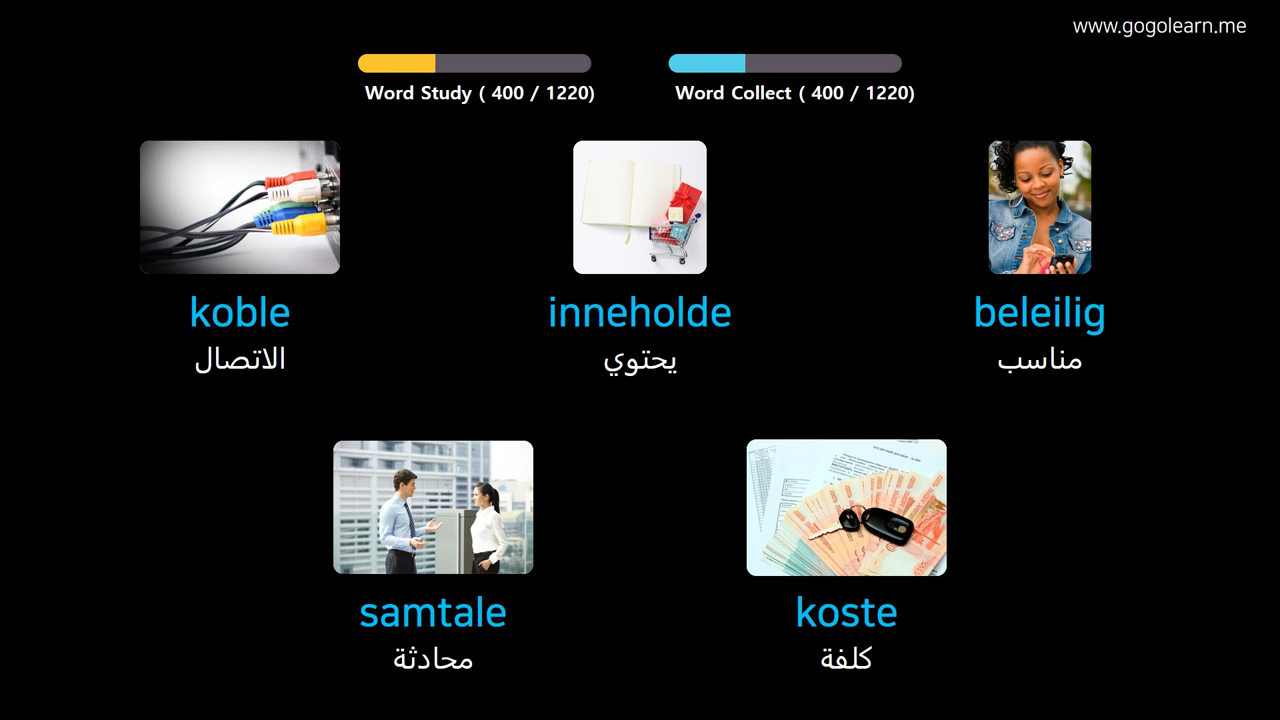 www.gogolearn.me
Word Study ( 400 / 1220)
Word Collect ( 400 / 1220)
koble
الاتصال
inneholde
يحتوي
beleilig
مناسب
samtale
محادثة
koste
كلفة